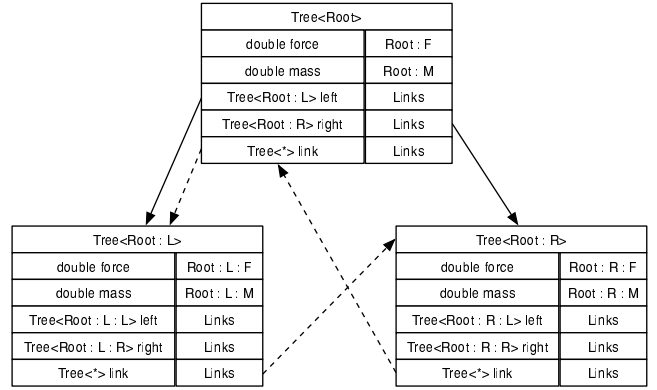 Tree<Root>
double force Root : F
double mass Root : M
Tree<Root : L> left Links
Tree<Root : R> right Links
Tree<*> link Links
Tree<Root : L>
double force Root : L : F
double mass Root : L : M
Tree<Root : L : L> left Links
Tree<Root : L : R> right Links
Tree<*> link Links
Tree<Root : R>
double force Root : R : F
double mass Root : R : M
Tree<Root : R : L> left Links
Tree<Root : R : R> right Links
Tree<*> link Links